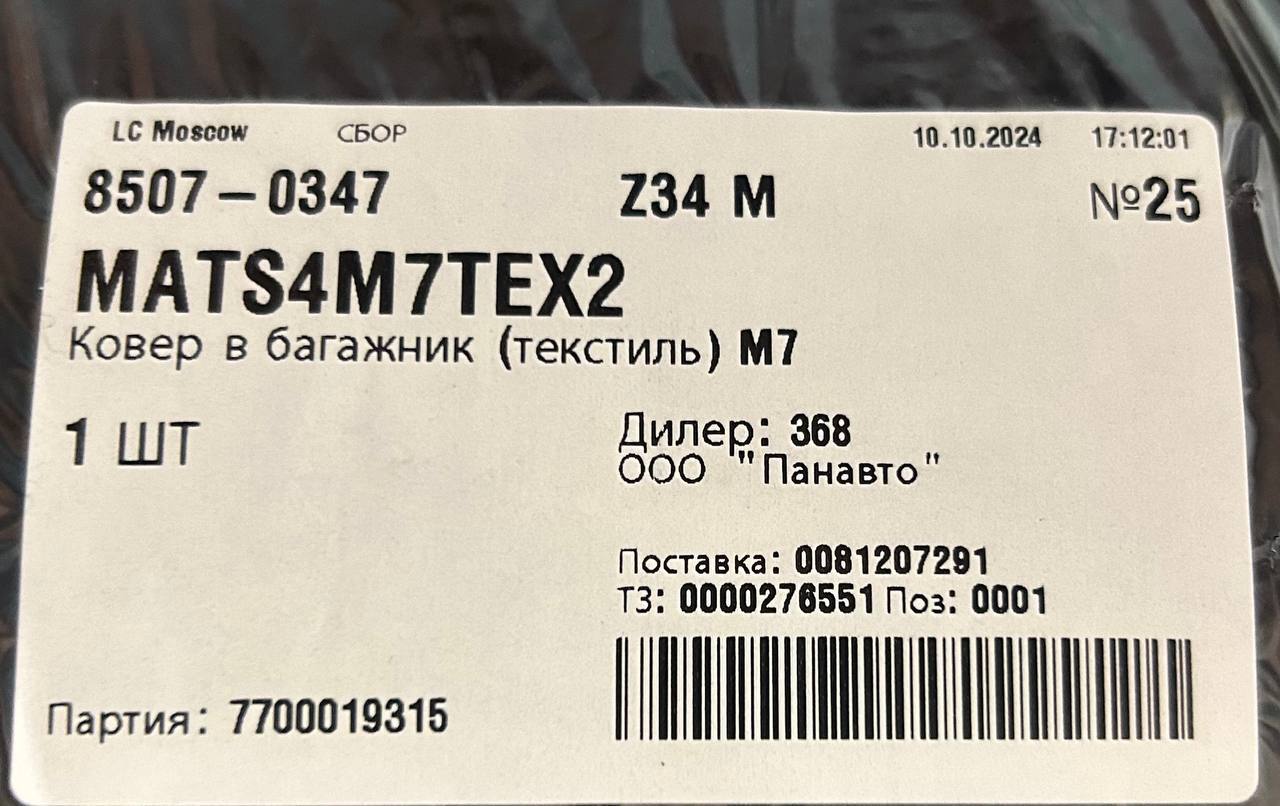 LC Moscow СБОР 10.10.2024 17:12:01
8507-0347 Z34 M №25
MATS4M7TEX2
Ковер в багажник (текстиль) M7
1 ШТ Дилер: 368
ООО "Панавто"
Поставка: 0081207291
ТЗ: 0000276551 Поз: 0001
Партия: 7700019315